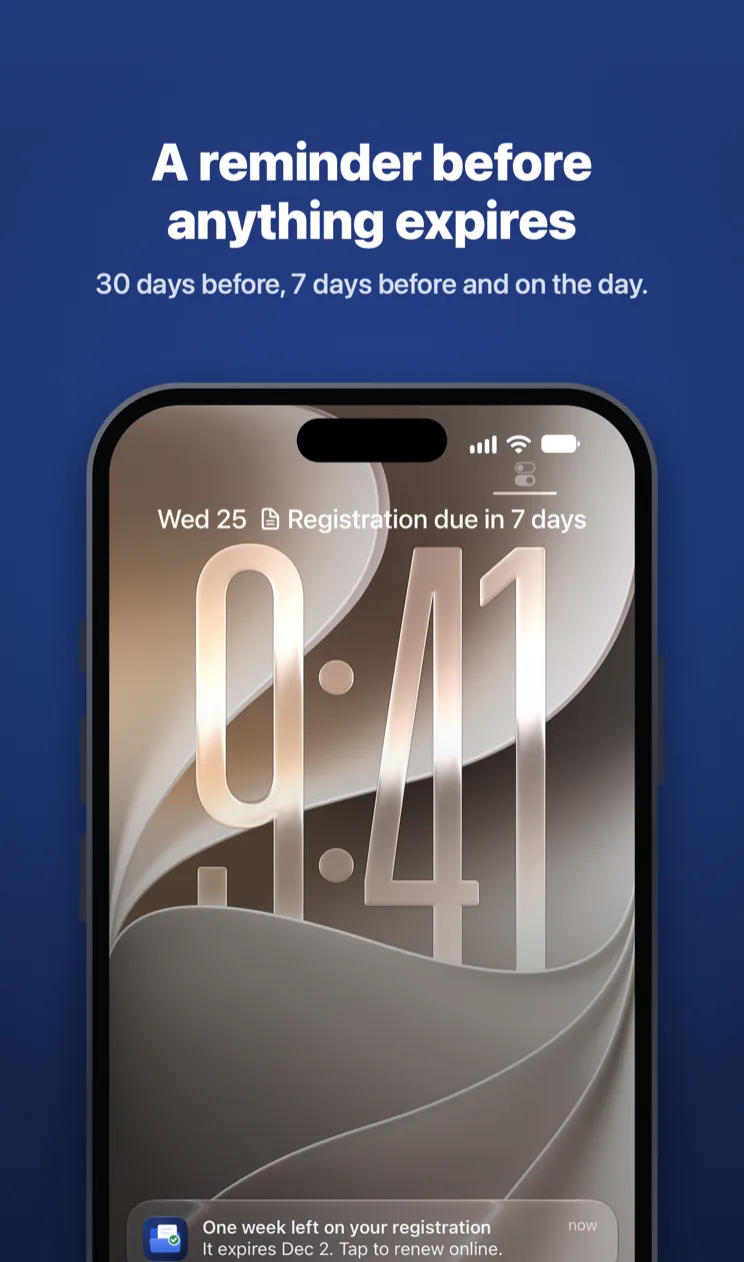 A reminder before
anything expires
30 days before, 7 days before and on the day.
Wed 25 Registration due in 7 days
9:41
One week left on your registration now
It expires Dec 2. Tap to renew online.